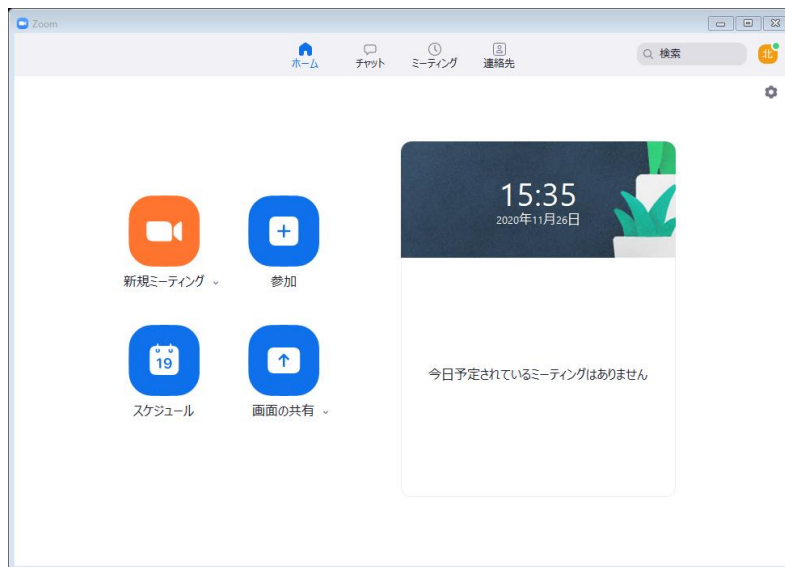 Zoom
ホーム
チャット
ミーティング
連絡先
検索
北
15:35
2020年11月26日
新規ミーティング
参加
19
スケジュール
画面の共有
今日予定されているミーティングはありません